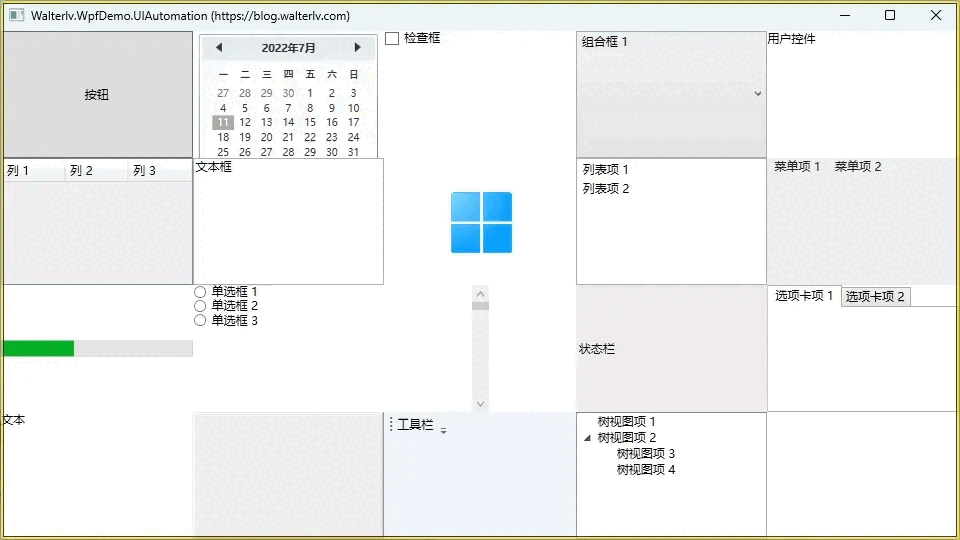 Walterlv.WpfDemo.UIAutomation (https://blog.walterlv.com)
按钮
2022年7月
一 二 三 四 五 六 日
27 28 29 30 1 2 3
4 5 6 7 8 9 10
11 12 13 14 15 16 17
18 19 20 21 22 23 24
25 26 27 28 29 30 31
检查框
组合框 1
用户控件
列 1 列 2 列 3
文本框
列表项 1
列表项 2
菜单项 1 菜单项 2
单选框 1
单选框 2
单选框 3
状态栏
选项卡项 1 选项卡项 2
文本
工具栏
树视图项 1
树视图项 2
树视图项 3
树视图项 4